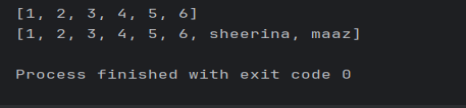 [1, 2, 3, 4, 5, 6]
[1, 2, 3, 4, 5, 6, sheerina, maaz]
Process finished with exit code 0